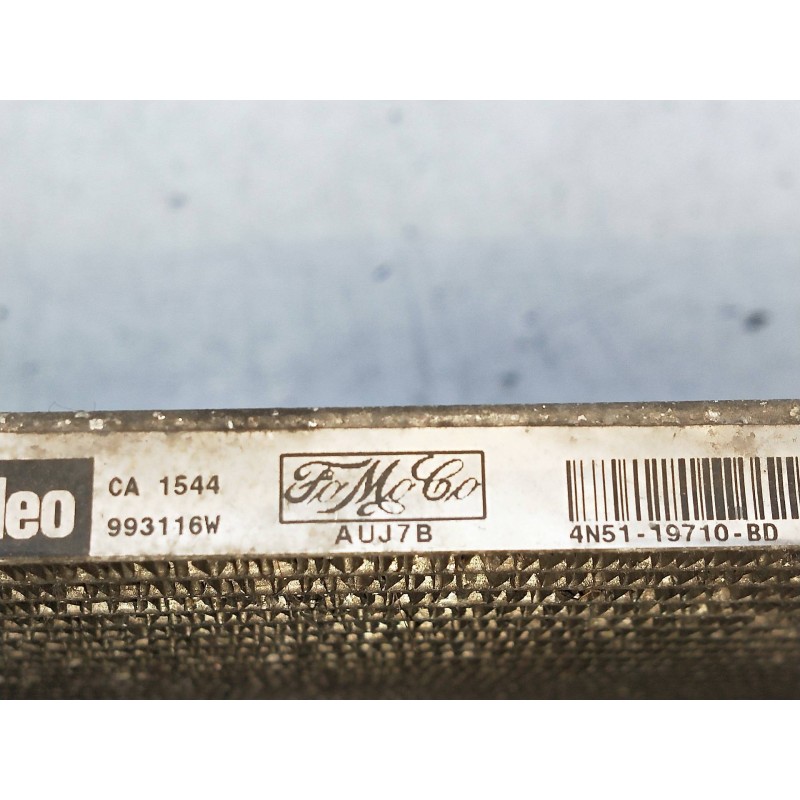 leo
CA 1544
993116W
FoMoCo
AUJ7B
4N51-19710-BD